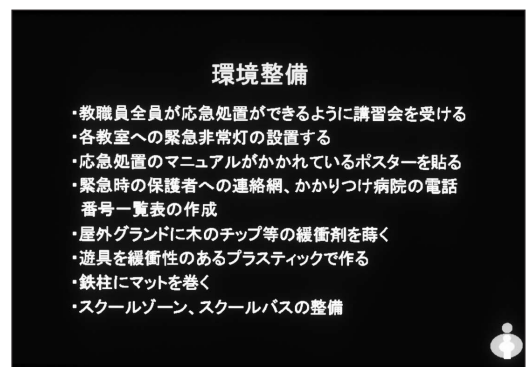 環境整備
・教職員全員が応急処置ができるように講習会を受ける
・各教室への緊急非常灯の設置する
・応急処置のマニュアルがかかれているポスターを貼る
・緊急時の保護者への連絡網、かかりつけ病院の電話
番号一覧表の作成
・屋外グランドに木のチップ等の緩衝剤を蒔く
・遊具を緩衝性のあるプラスティックで作る
・鉄柱にマットを巻く
・スクールゾーン、スクールバスの整備